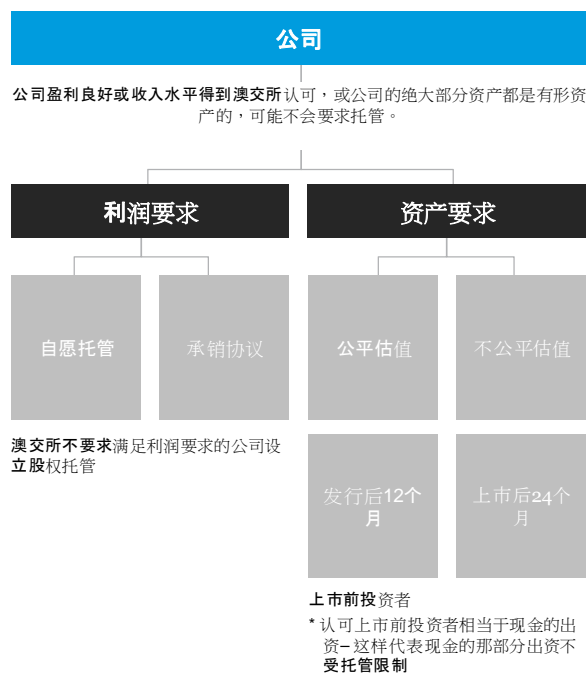 公司
公司盈利良好或收入水平得到澳交所认可，或公司的绝大部分资产都是有形资
产的，可能不会要求托管。
利润要求
资产要求
自愿托管
承销协议
公平估值
不公平估值
澳交所不要求满足利润要求的公司设
立股权托管
发行后12个
月
上市后24个
月
上市前投资者
* 认可上市前投资者相当于现金的出
资– 这样代表现金的那部分出资不
受托管限制